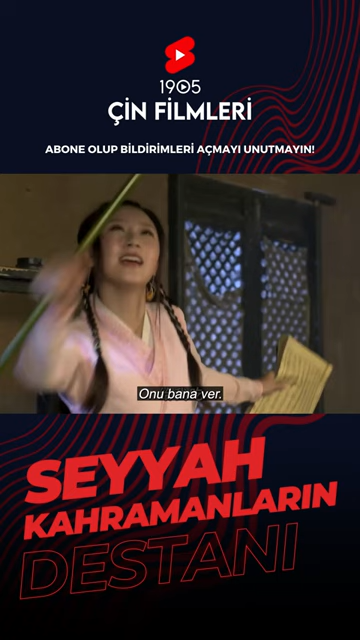 1905
ÇİN FİLMLERİ
ABONE OLUP BİLDİRİMLERİ AÇMAYI UNUTMAYIN!
Onu bana ver.
SEYYAH
KAHRAMANLARIN
DESTANI